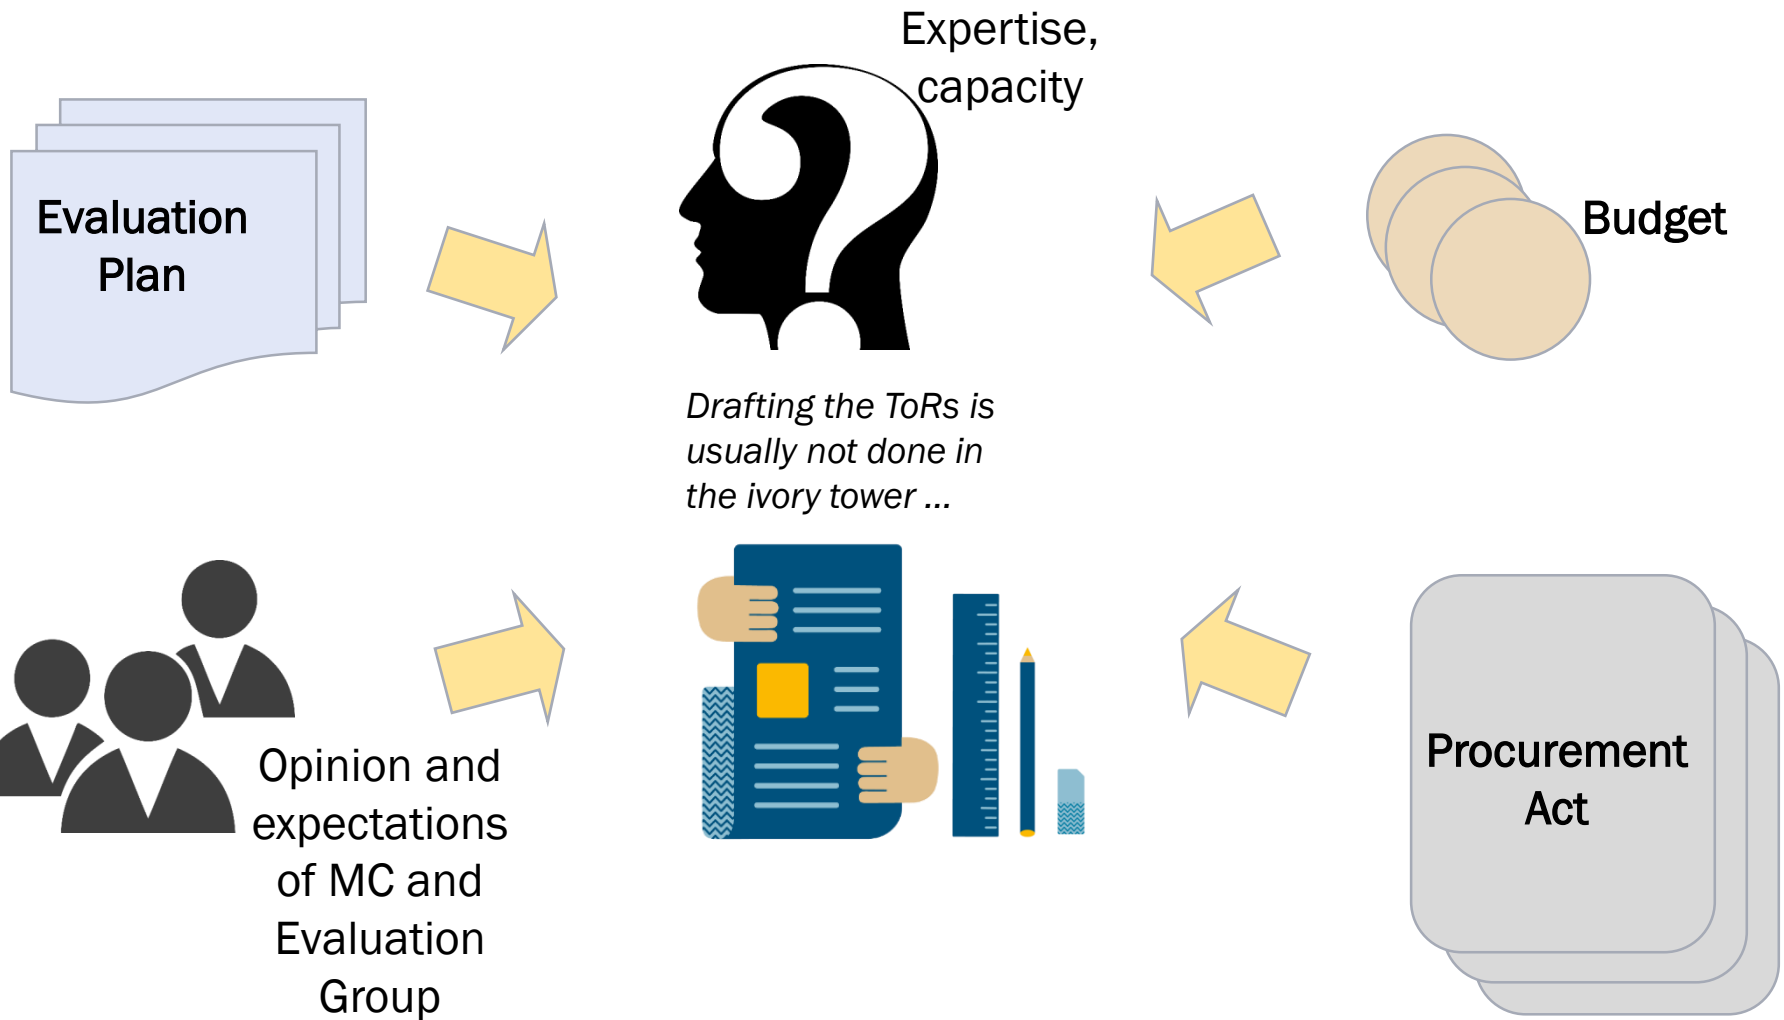 Expertise,
capacity
Evaluation
Plan
Budget
Drafting the ToRs is
usually not done in
the ivory tower ...
Opinion and
expectations
of MC and
Evaluation
Group
Procurement
Act